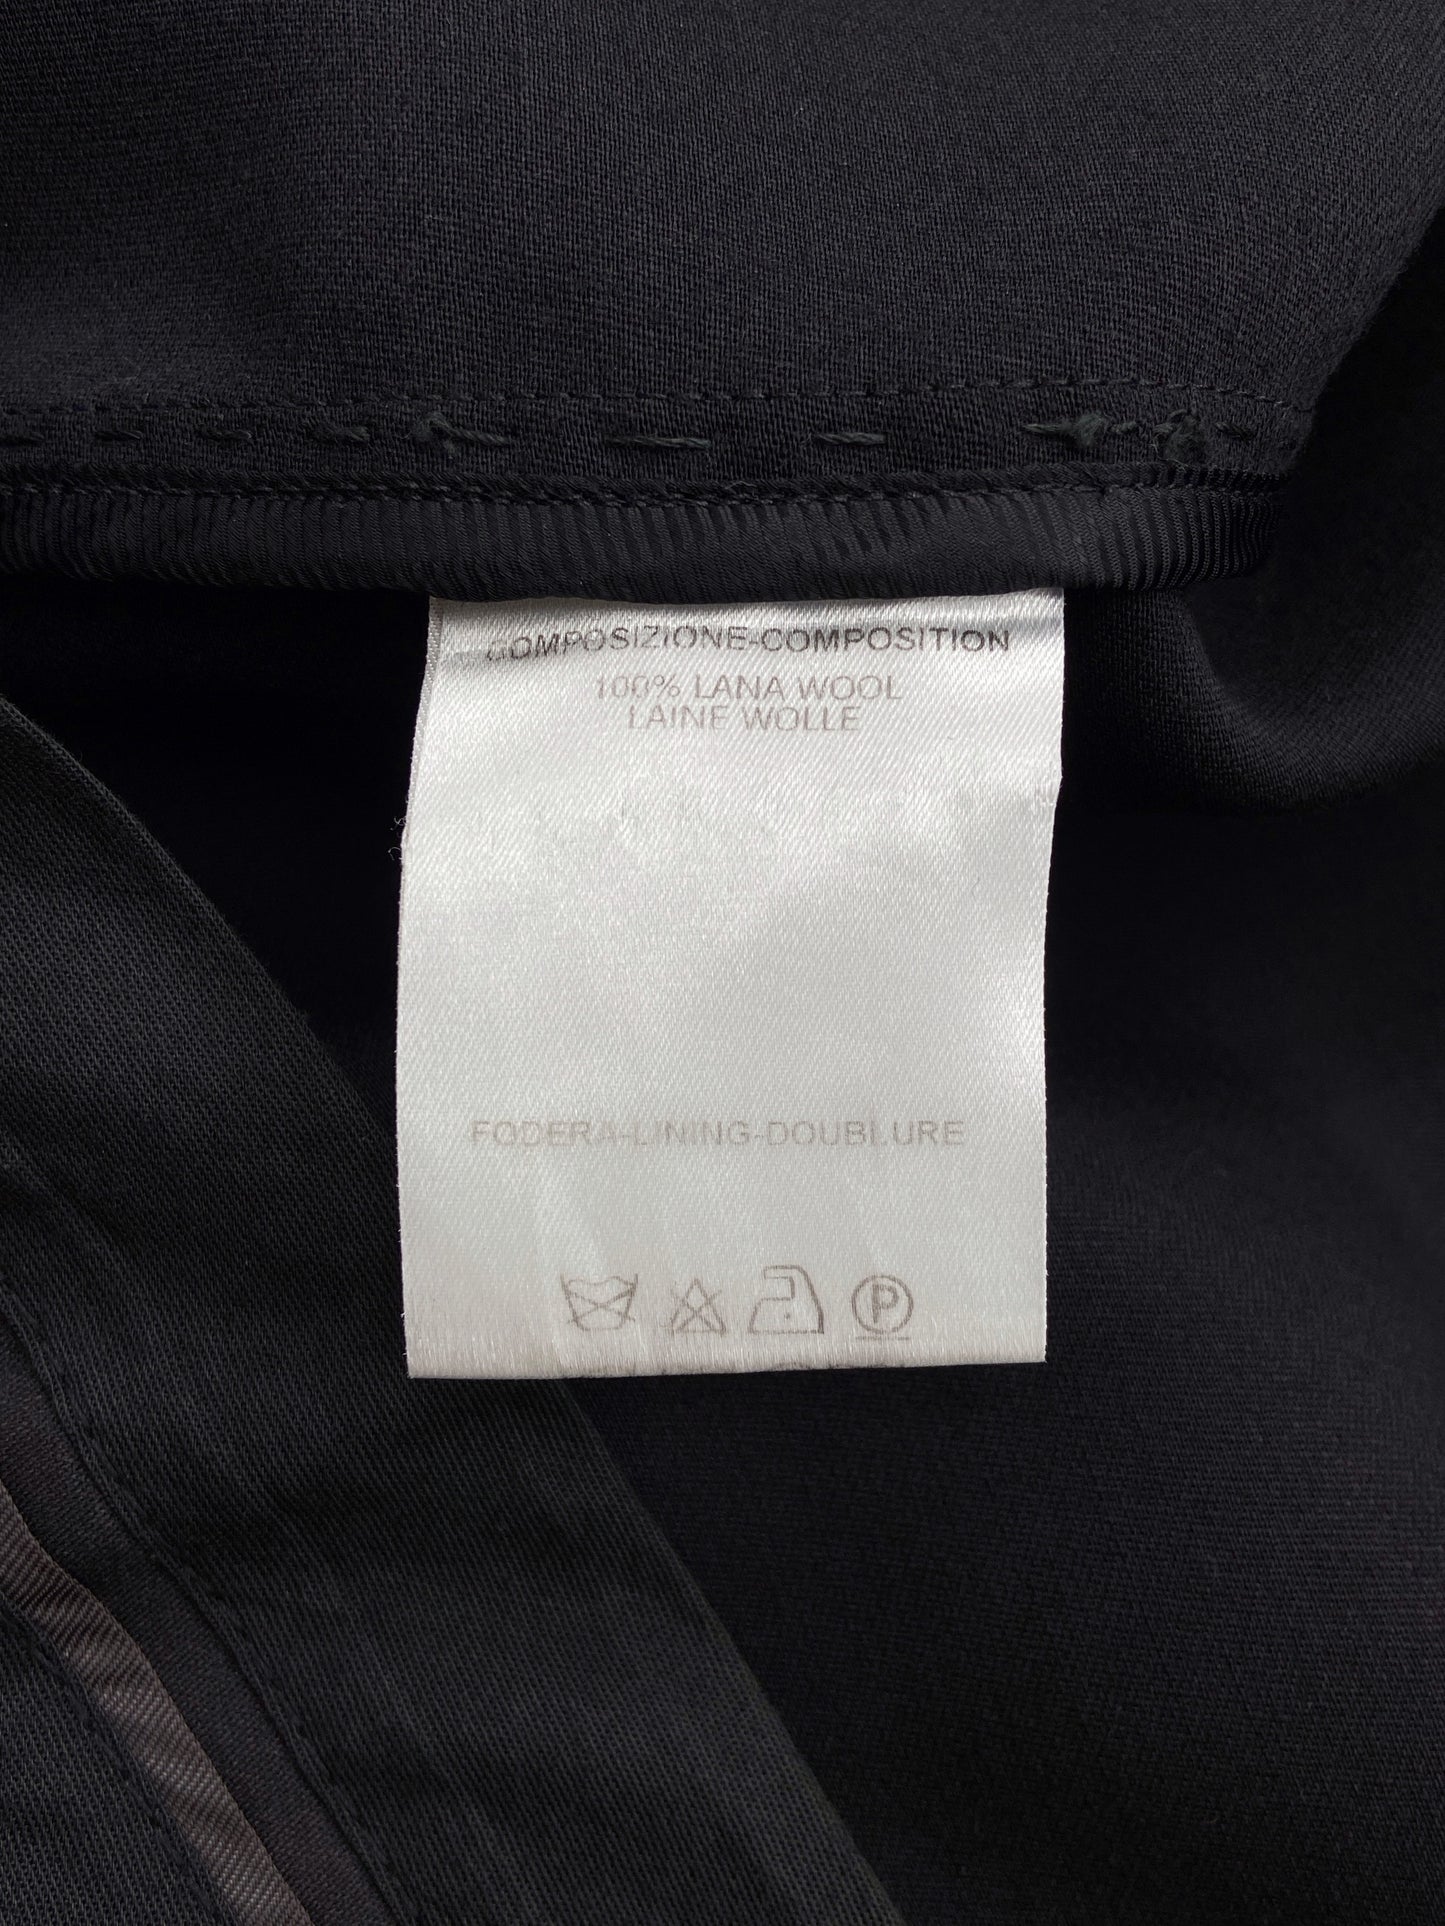 COMPOSIZIONE-COMPOSITION
100% LANA WOOL
LAINE WOLLE
FODERA-LINING-DOUBLURE
P